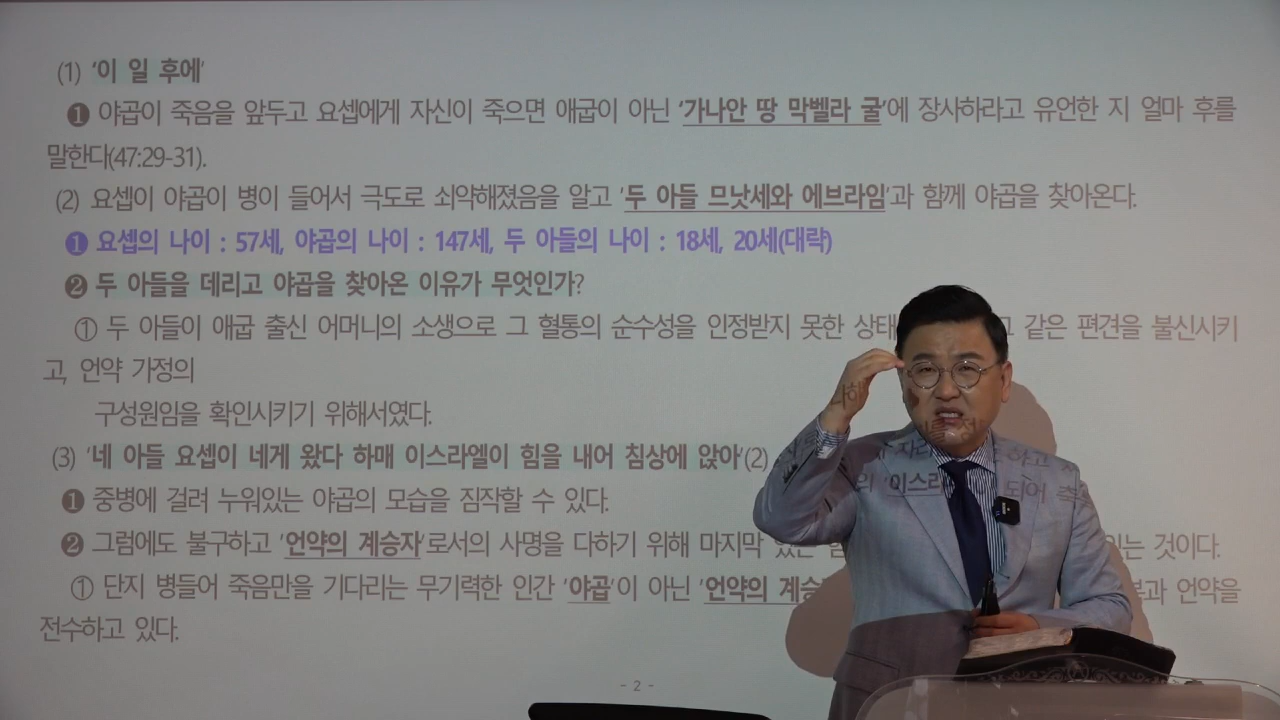 (1) '이 일 후에'
❶ 야곱이 죽음을 앞두고 요셉에게 자신이 죽으면 애굽이 아닌 '가나안 땅 막벨라 굴'에 장사하라고 유언한 지 얼마 후를
말한다(47:29-31).
(2) 요셉이 야곱이 병이 들어서 극도로 쇠약해졌음을 알고 '두 아들 므낫세와 에브라임'과 함께 야곱을 찾아온다.
❶ 요셉의 나이 : 57세, 야곱의 나이 : 147세, 두 아들의 나이 : 18세, 20세(대략)
❷ 두 아들을 데리고 야곱을 찾아온 이유가 무엇인가?
① 두 아들이 애굽 출신 어머니의 소생으로 그 혈통의 순수성을 인정받지 못한 상태 그 같은 편견을 불신시키
고, 언약 가정의
구성원임을 확인시키기 위해서였다.
(3) '네 아들 요셉이 네게 왔다 하매 이스라엘이 힘을 내어 침상에 앉아'(2)
❶ 중병에 걸려 누워있는 야곱의 모습을 짐작할 수 있다.
❷ 그럼에도 불구하고 '언약의 계승자'로서의 사명을 다하기 위해 마지막 있는 것이다.
① 단지 병들어 죽음만을 기다리는 무기력한 인간 '야곱'이 아닌 '언약의 '이스라 되어 언약을
전수하고 있다.
- 2 -